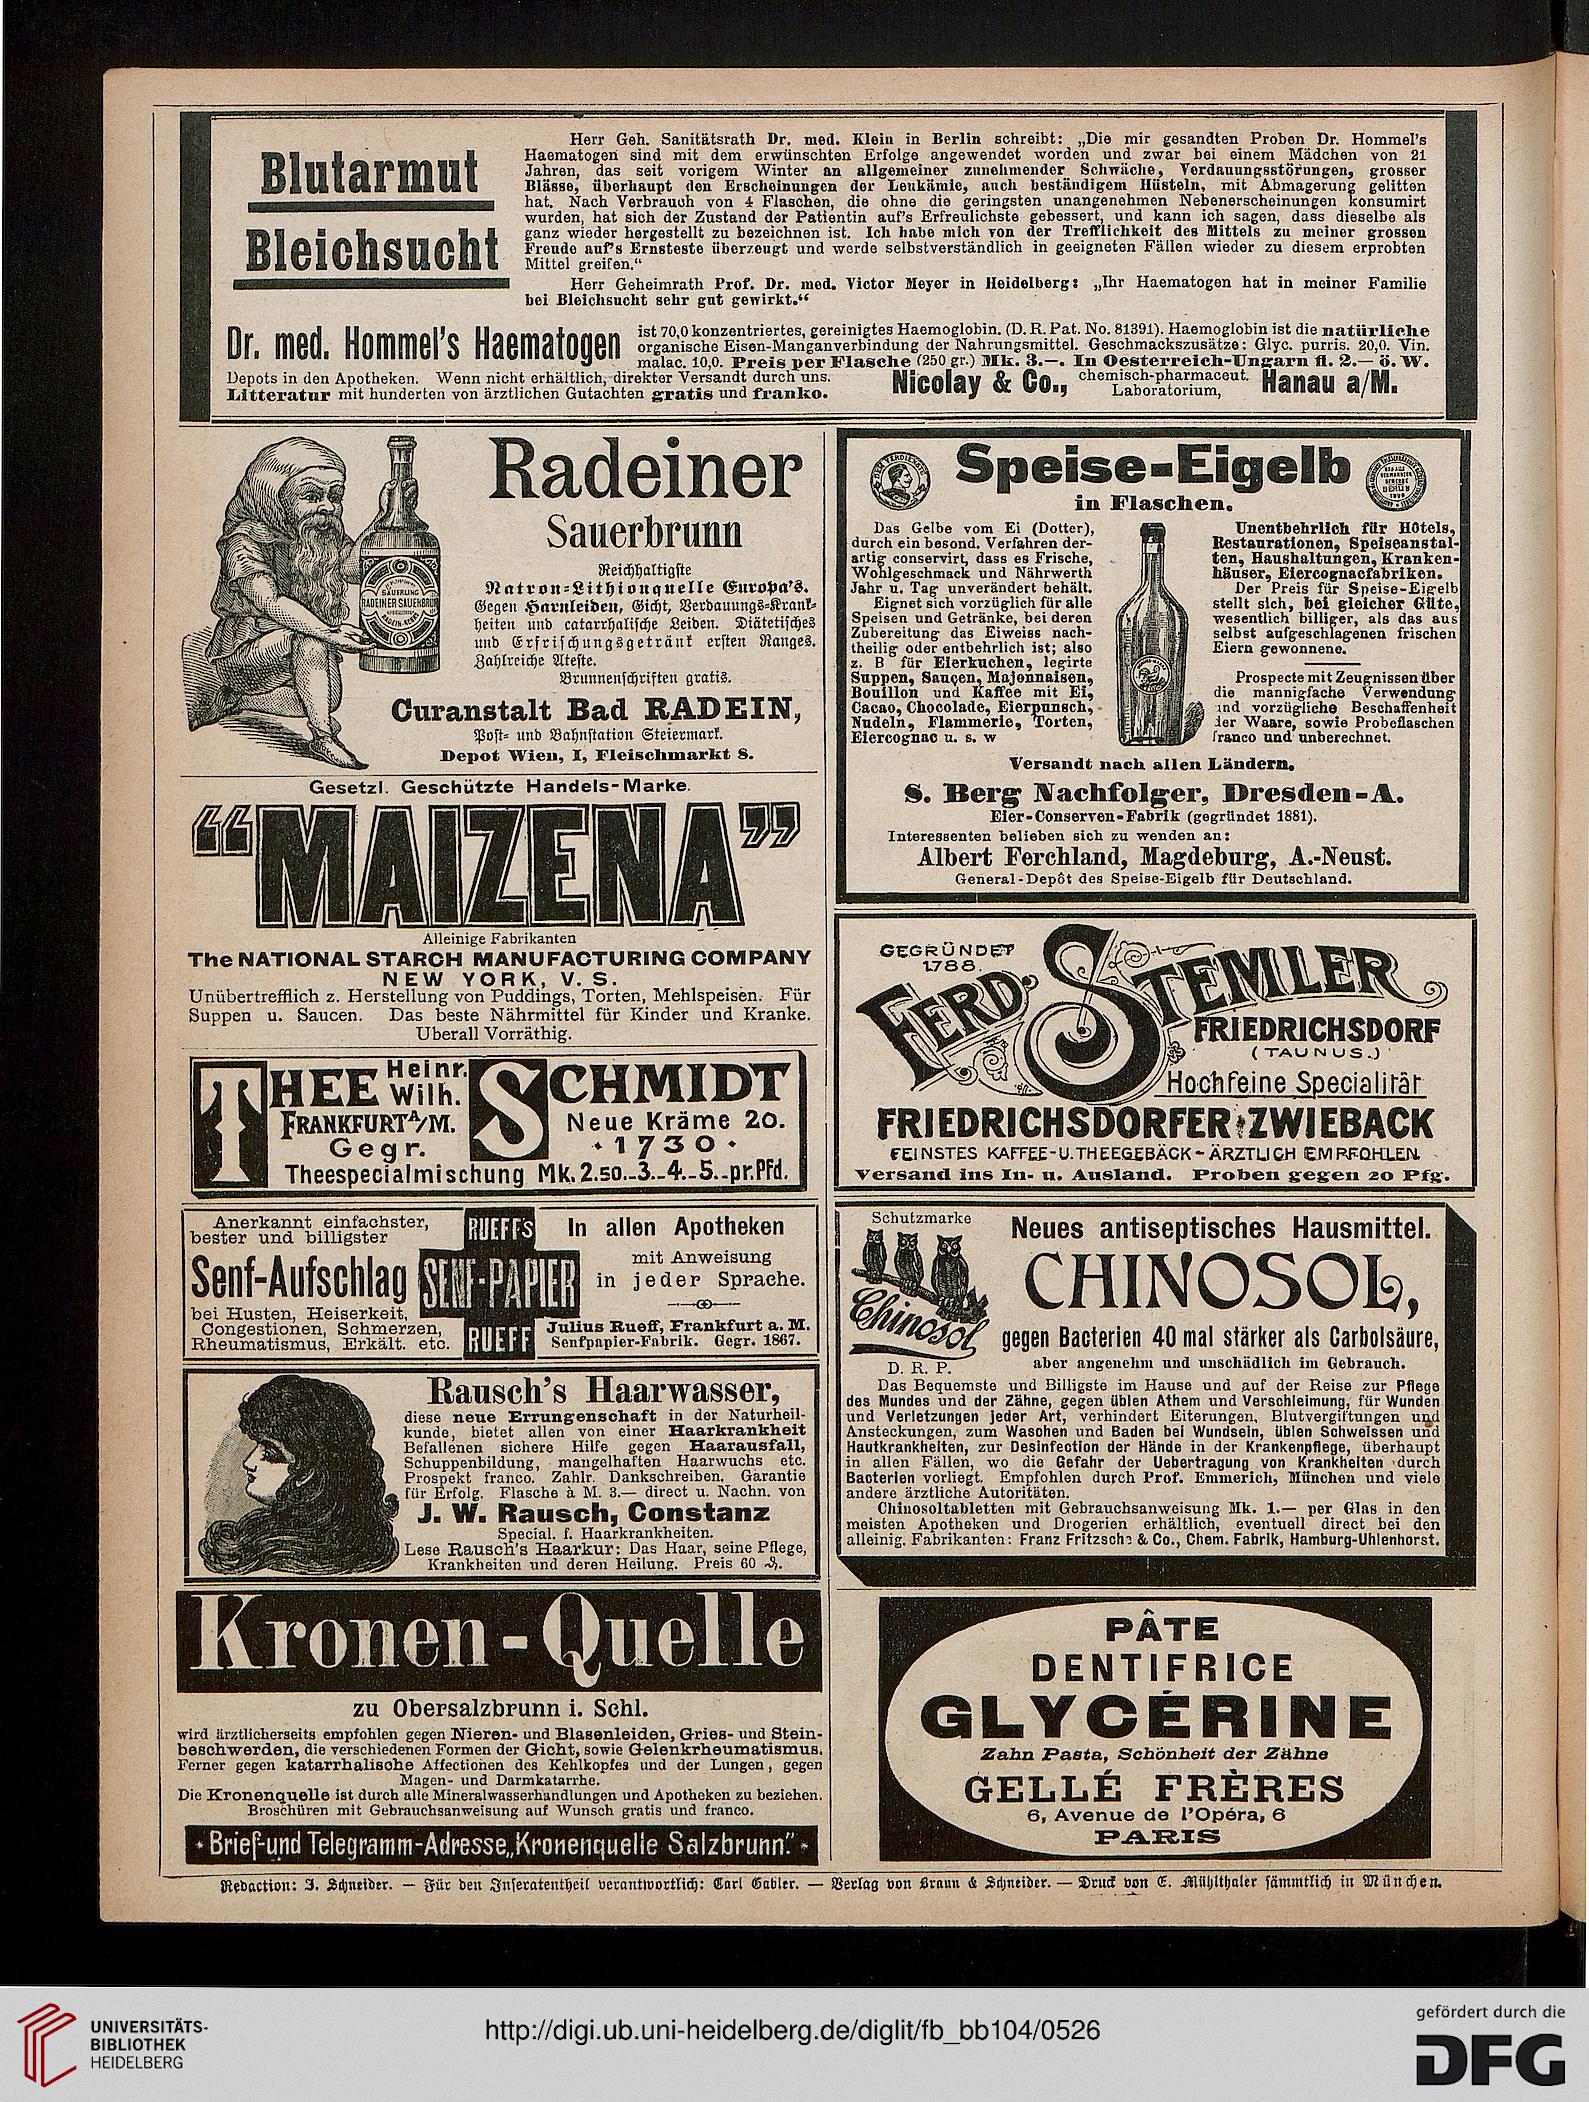 Blutarmut
Bleichsucht
Herr Geh. Sanitätsrath Dr. med. Klein in Berlin schreibt: „Die mir gesandten Proben Dr. Hommel's
Haematogen sind mit dem erwünschten Erfolge angewendet worden und zwar bei einem Mädchen von 21
Jahren, das seit vorigem Winter an allgemeiner zunehmender Schwäche, Verdauungsstörungen, grosser
Blässe, überhaupt den Erscheinungen der Leukämie, auch beständigem Hüsteln, mit Abmagerung gelitten
hat. Nach Verbrauch von 4 Flaschen, die ohne die geringsten unangenehmen Nebenerscheinungen konsumirt
wurden, hat sich der Zustand der Patientin auf's Erfreulichste gebessert, und kann ich sagen, dass dieselbe als
ganz wieder hergestellt zu bezeichnen ist. Ich habe mich von der Trefflichkeit des Mittels zu meiner grossen
Freude auf's Ernsteste überzeugt und werde selbstverständlich in geeigneten Fällen wieder zu diesem erprobten
Mittel greifen."
Herr Geheimrath Prof. Dr. med. Victor Meyer in Heidelberg: „Ihr Haematogen hat in meiner Familie
bei Bleichsucht sehr gut gewirkt."
Dr. med. Hommel's Haematogen
ist 70,0 konzentriertes, gereinigtes Haemoglobin. (D. R. Pat. No. 81391). Haemoglobin ist die natürliche
organische Eisen-Manganverbindung der Nahrungsmittel. Geschmackszusätze: Glyc. purris. 20,0. Vin.
malac. 10,0. Preis per Flasche (250 gr.) Mk. 3.—. In Oesterreich-Ungarn fl. 2.— ö. W.
Depots in den Apotheken. Wenn nicht erhältlich, direkter Versandt durch uns.
Litteratur mit hunderten von ärztlichen Gutachten gratis und franko.
Nicolay & Co., chemisch-pharmaceut. Laboratorium, Hanau a/M.
Radeiner
Sauerbrunn
SÄUERLING
RADEINER SAUERBRUN
Reichhaltigste
Natron-Lithionquelle Europa's.
Gegen Harnleiden, Gicht, Verdauungs-Krank-
heiten und catarrhalische Leiden. Diätetisches
und Erfrischungsgetränk ersten Ranges.
Zahlreiche Atteste.
Brunnenschriften gratis.
Curanstalt Bad RADEIN,
Post- und Bahnstation Steiermark.
Depot Wien, I, Fleischmarkt 8.
Gesetzl. Geschützte Handels-Marke.
"MAIZENA"
Alleinige Fabrikanten
The NATIONAL STARCH MANUFACTURING COMPANY
NEW YORK, V. S.
Unübertrefflich z. Herstellung von Puddings, Torten, Mehlspeisen. Für
Suppen u. Saucen. Das beste Nährmittel für Kinder und Kranke.
Uberall Vorräthig.
THEE Heinr. Wilh. SCHMIDT
FRANKFURT A/M. Neue Kräme 20.
Gegr. 1730
Theespecialmischung Mk. 2.50.-3.-4.-5.-pr. Pfd.
Anerkannt einfachster,
bester und billigster
Senf-Aufschlag
bei Husten, Heiserkeit,
Congestionen, Schmerzen,
Rheumatismus, Erkält. etc.
RUEFFS
SENF-PAPIER
RUEFF
In allen Apotheken
mit Anweisung
in jeder Sprache.
Julius Rueff, Frankfurt a. M.
Senfpapier-Fabrik. Gegr. 1867.
Rausch's Haarwasser,
diese neue Errungenschaft in der Naturheil-
kunde, bietet allen von einer Haarkrankheit
Befallenen sichere Hilfe gegen Haarausfall,
Schuppenbildung, mangelhaften Haarwuchs etc.
Prospekt franco. Zahlr. Dankschreiben. Garantie
für Erfolg. Flasche à M. 3.— direct u. Nachn. von
J. W. Rausch, Constanz
Special. f. Haarkrankheiten.
Lese Rausch's Haarkur: Das Haar, seine Pflege,
Krankheiten und deren Heilung. Preis 60 ₰.
Kronen-Quelle
zu Obersalzbrunn i. Schl.
wird ärztlicherseits empfohlen gegen Nieren- und Blasenleiden, Gries- und Stein-
beschwerden, die verschiedenen Formen der Gicht, sowie Gelenkrheumatismus.
Ferner gegen katarrhalische Affectionen des Kehlkopfes und der Lungen, gegen
Magen- und Darmkatarrhe.
Die Kronenquelle ist durch alle Mineralwasserhandlungen und Apotheken zu beziehen.
Broschüren mit Gebrauchsanweisung auf Wunsch gratis und franco.
Brief-und Telegramm-Adresse „Kronenquelle Salzbrunn."
Speise-Eigelb
in Flaschen.
Das Gelbe vom Ei (Dotter),
durch ein besond. Verfahren der-
artig conservirt, dass es Frische,
Wohlgeschmack und Nährwerth
Jahr u. Tag unverändert behält.
Eignet sich vorzüglich für alle
Speisen und Getränke, bei deren
Zubereitung das Eiweiss nach-
theilig oder entbehrlich ist; also
z. B für Eierkuchen, legirte
Suppen, Sauçen, Majonnaisen,
Bouillon und Kaffee mit Ei,
Cacao, Chocolade, Eierpunsch,
Nudeln, Flammerie, Torten,
Eiercognac u. s. w
Unentbehrlich für Hôtels,
Restaurationen, Speiseanstal-
ten, Haushaltungen, Kranken-
häuser, Eiercognacfabriken.
Der Preis für Speise-Eigelb
stellt sich, bei gleicher Güte,
wesentlich billiger, als das aus
selbst aufgeschlagenen frischen
Eiern gewonnene.
Prospecte mit Zeugnissen über
die mannigfache Verwendung
und vorzügliche Beschaffenheit
der Waare, sowie Probeflaschen
franco und unberechnet.
Versandt nach allen Ländern.
S. Berg Nachfolger, Dresden-A.
Eier-Conserven-Fabrik (gegründet 1881).
Interessenten belieben sich zu wenden an:
Albert Ferchland, Magdeburg, A.-Neust.
General-Depôt des Speise-Eigelb für Deutschland.
GEGRÜNDET
1788.
FERD. STEMLER
FRIEDRICHSDORF
(TAUNUS.)
Hochfeine Specialität
FRIEDRICHSDORFER ZWIEBACK
FEINSTES KAFFEE-U. THEEGEBÄCK - ÄRZTLICH EMPFOHLEN.
Versand ins In- u. Ausland. Proben gegen 20 Pfg.
Schutzmarke
Chinosol
D. R. P.
Neues antiseptisches Hausmittel.
CHINOSOL,
gegen Bacterien 40 mal stärker als Carbolsäure,
aber angenehm und unschädlich im Gebrauch.
Das Bequemste und Billigste im Hause und auf der Reise zur Pflege
des Mundes und der Zähne, gegen üblen Athem und Verschleimung, für Wunden
und Verletzungen jeder Art, verhindert Eiterungen, Blutvergiftungen und
Ansteckungen, zum Waschen und Baden bei Wundsein, üblen Schweissen und
Hautkrankheiten, zur Desinfection der Hände in der Krankenpflege, überhaupt
in allen Fällen, wo die Gefahr der Uebertragung von Krankheiten durch
Bacterien vorliegt. Empfohlen durch Prof. Emmerich, München und viele
andere ärztliche Autoritäten.
Chinosoltabletten mit Gebrauchsanweisung Mk. 1.— per Glas in den
meisten Apotheken und Drogerien erhältlich, eventuell direct bei den
alleinig. Fabrikanten: Franz Fritzsche & Co., Chem. Fabrik, Hamburg-Uhlenhorst.
PÂTE
DENTIFRICE
GLYCÉRINE
Zahn Pasta, Schönheit der Zähne
GELLÉ FRÈRES
6, Avenue de l'Opéra, 6
PARIS
Redaction: J. Schneider. — Für den Inseratentheil verantwortlich: Carl Gabler. — Verlag von Braun & Schneider. — Druck von E. Mühlthaler sämmtlich in München.
UNIVERSITÄTS-
BIBLIOTHEK
HEIDELBERG
http://digi.ub.uni-heidelberg.de/diglit/fb_bb104/0526
gefördert durch die
DFG